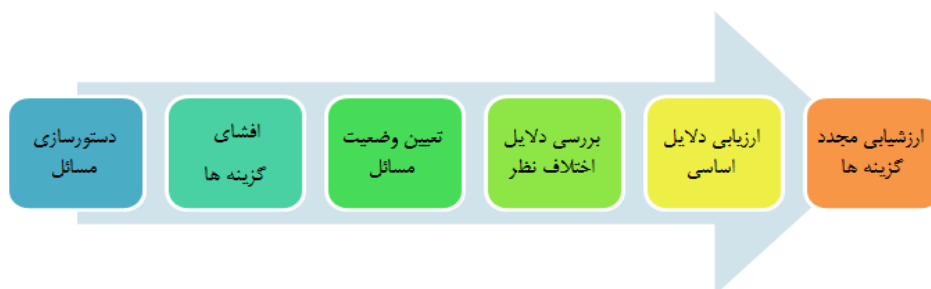 دستورسازی
مسائل
افشای
گزینه ها
تعیین وضعیت
مسائل
بررسی دلایل
اختلاف نظر
ارزیابی دلایل
اساسی
ارزشیابی مجدد
گزینه ها